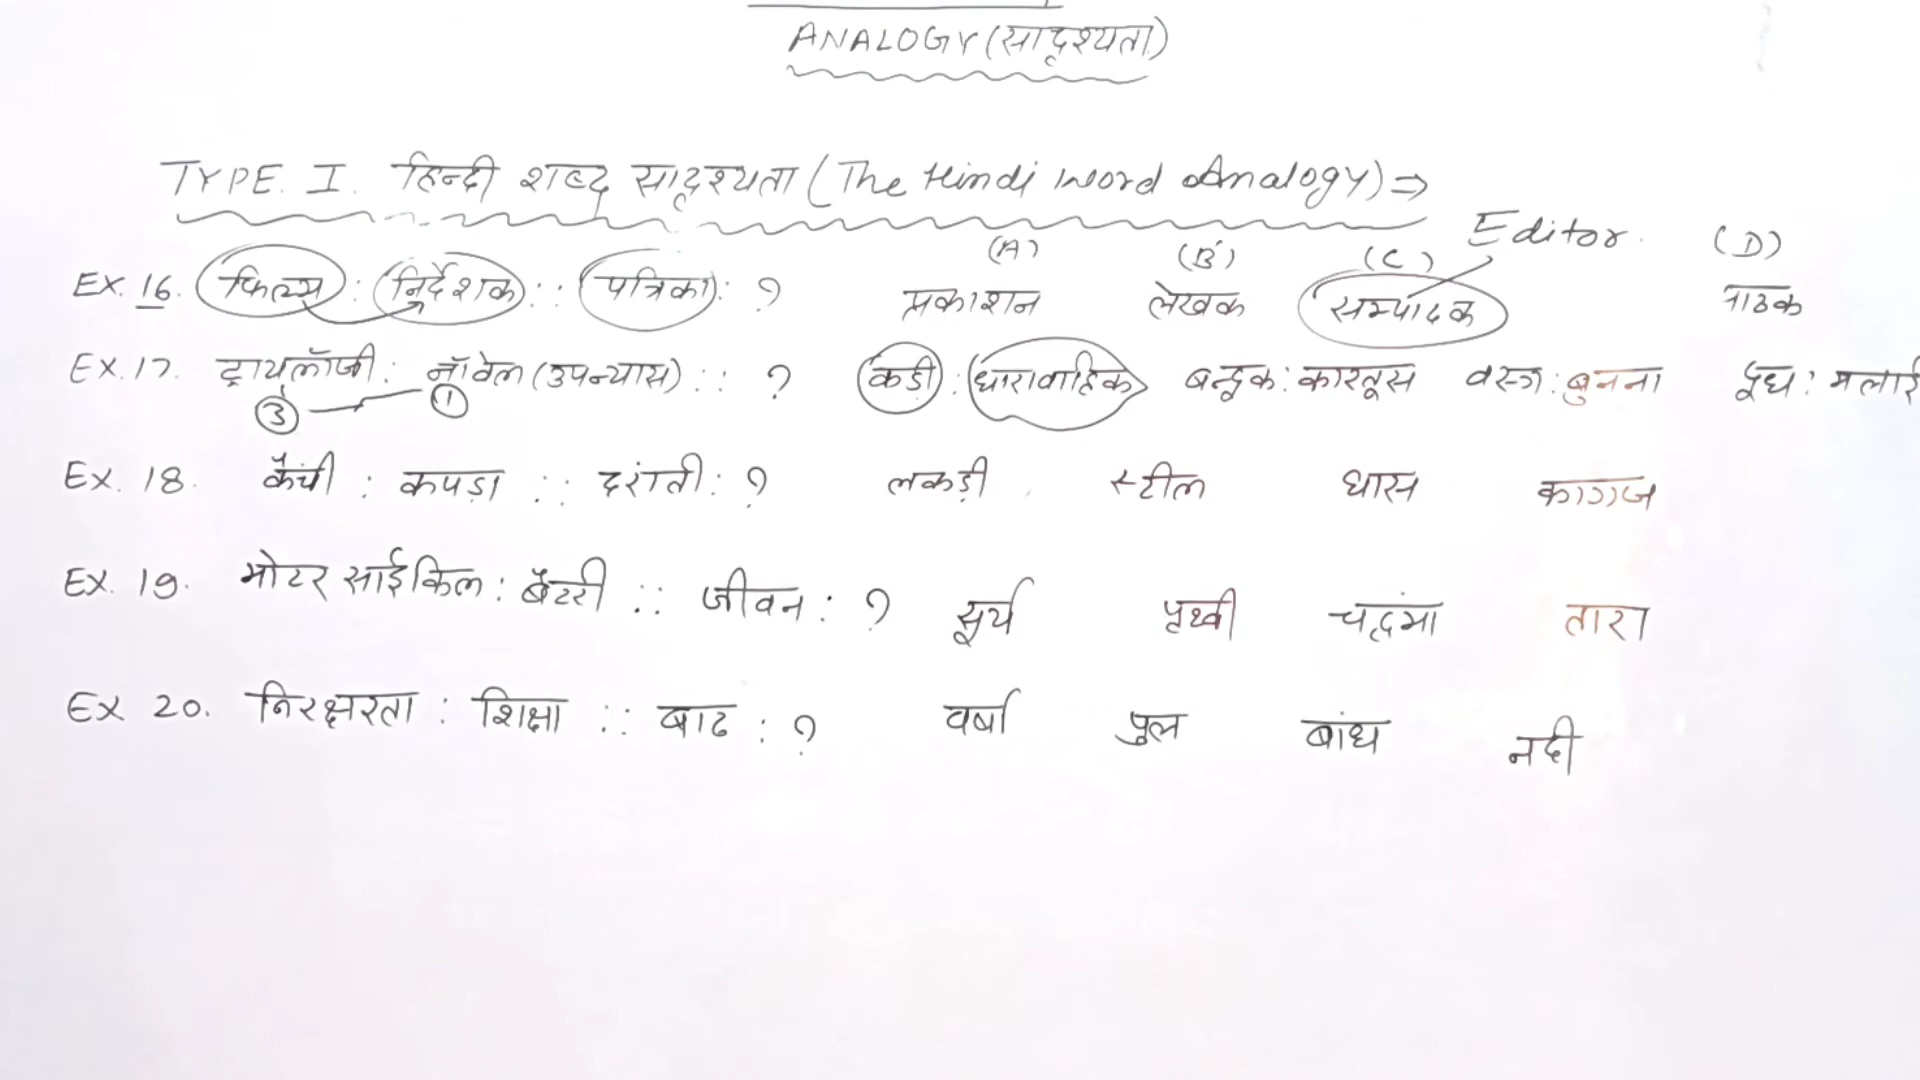 ANALOGY (सादृश्यता)
TYPE. I. हिन्दी शब्द सादृश्यता (The Hindi word Analogy) ⇒
Editor.
(A) (B) (C) (D)
EX. 16. फिल्म : निर्देशक :: पत्रिका : ? प्रकाशन लेखक सम्पादक पाठक
EX. 17. ट्रायलॉजी : नॉवेल (उपन्यास) :: ? कड़ी : धारावाहिक बन्दूक : कारतूस वस्त्र : बुनना दूध : मलाई
3 1
Ex. 18. कैंची : कपड़ा :: दरांती : ? लकड़ी स्टील घास कागज
Ex. 19. मोटर साईकिल : बैटरी :: जीवन : ? सूर्य पृथ्वी चद्रंमा तारा
Ex 20. निरक्षरता : शिक्षा :: बाढ : ? वर्षा पुल बांध नदी